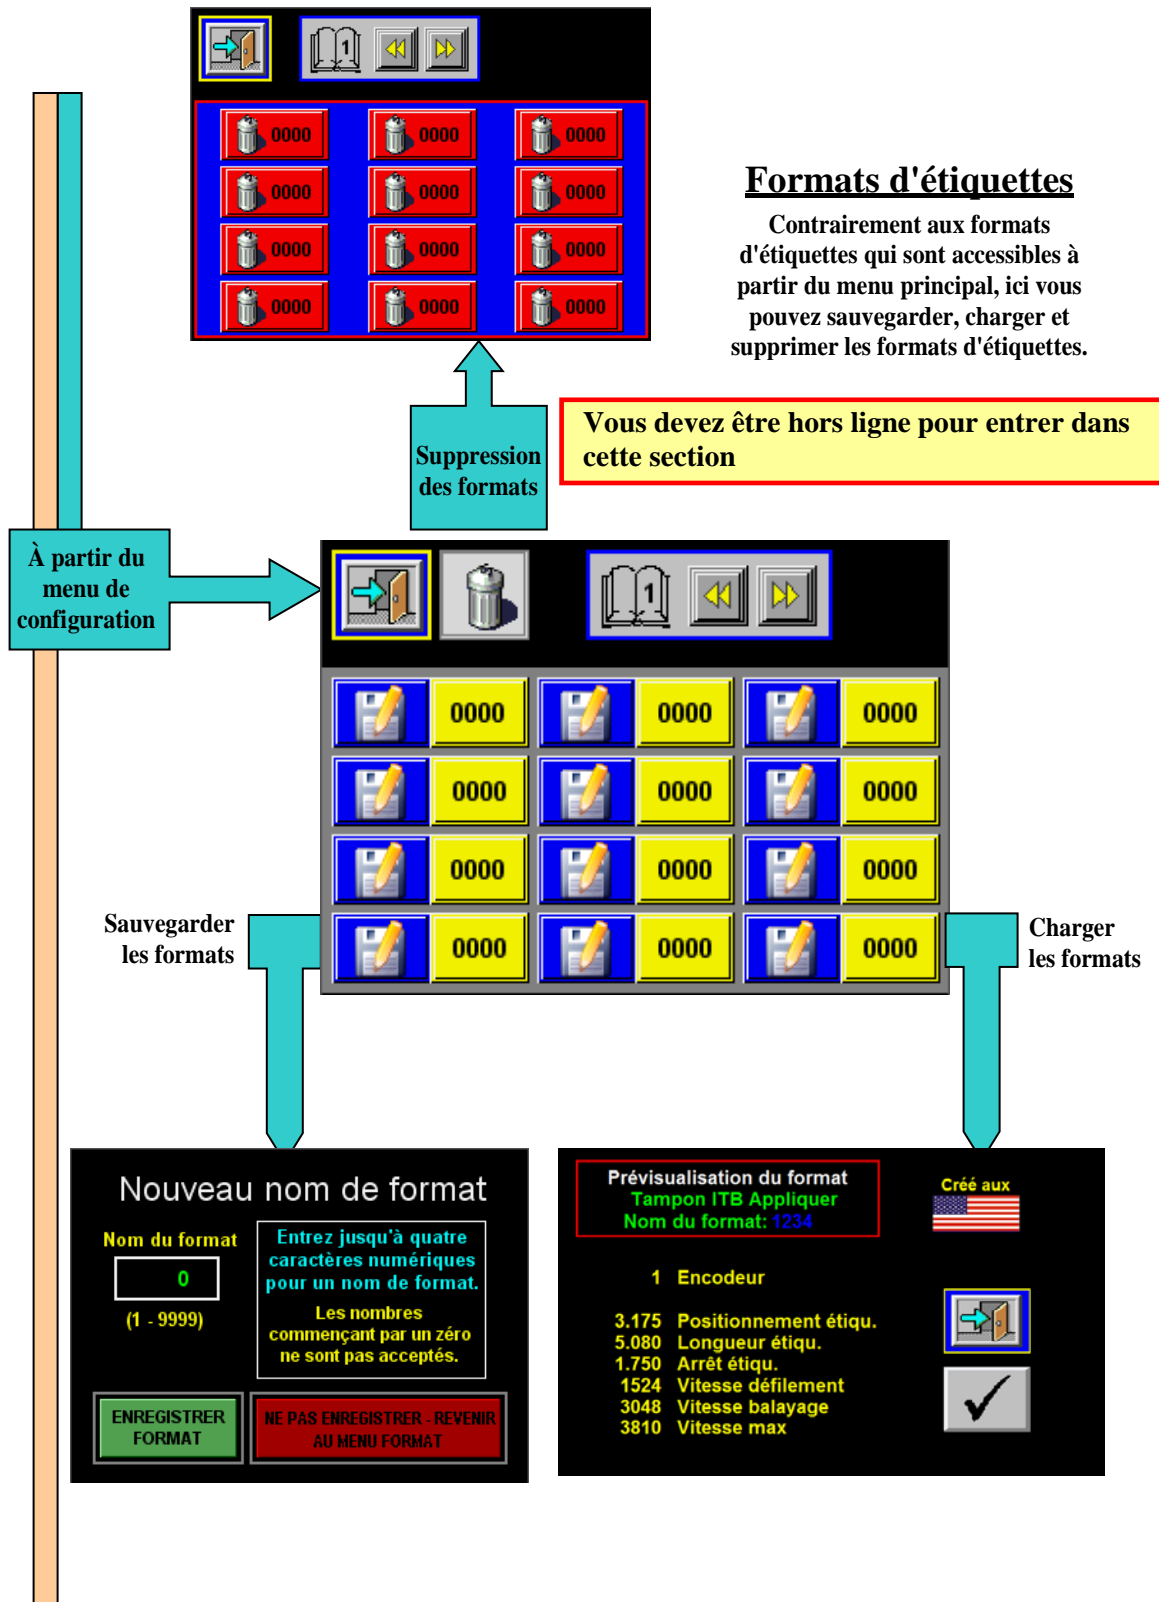 1
0000 0000 0000
0000 0000 0000
0000 0000 0000
0000 0000 0000
Formats d'étiquettes
Contrairement aux formats
d'étiquettes qui sont accessibles à
partir du menu principal, ici vous
pouvez sauvegarder, charger et
supprimer les formats d'étiquettes.
Suppression
des formats
Vous devez être hors ligne pour entrer dans
cette section
À partir du
menu de
configuration
1
0000 0000 0000
0000 0000 0000
0000 0000 0000
0000 0000 0000
Sauvegarder
les formats
Charger
les formats
Nouveau nom de format
Nom du format
0
(1 - 9999)
Entrez jusqu'à quatre
caractères numériques
pour un nom de format.
Les nombres
commençant par un zéro
ne sont pas acceptés.
ENREGISTRER
FORMAT
NE PAS ENREGISTRER - REVENIR
AU MENU FORMAT
Prévisualisation du format
Tampon ITB Appliquer
Nom du format: 1234
Créé aux
1 Encodeur
3.175 Positionnement étiqu.
5.080 Longueur étiqu.
1.750 Arrêt étiqu.
1524 Vitesse défilement
3048 Vitesse balayage
3810 Vitesse max